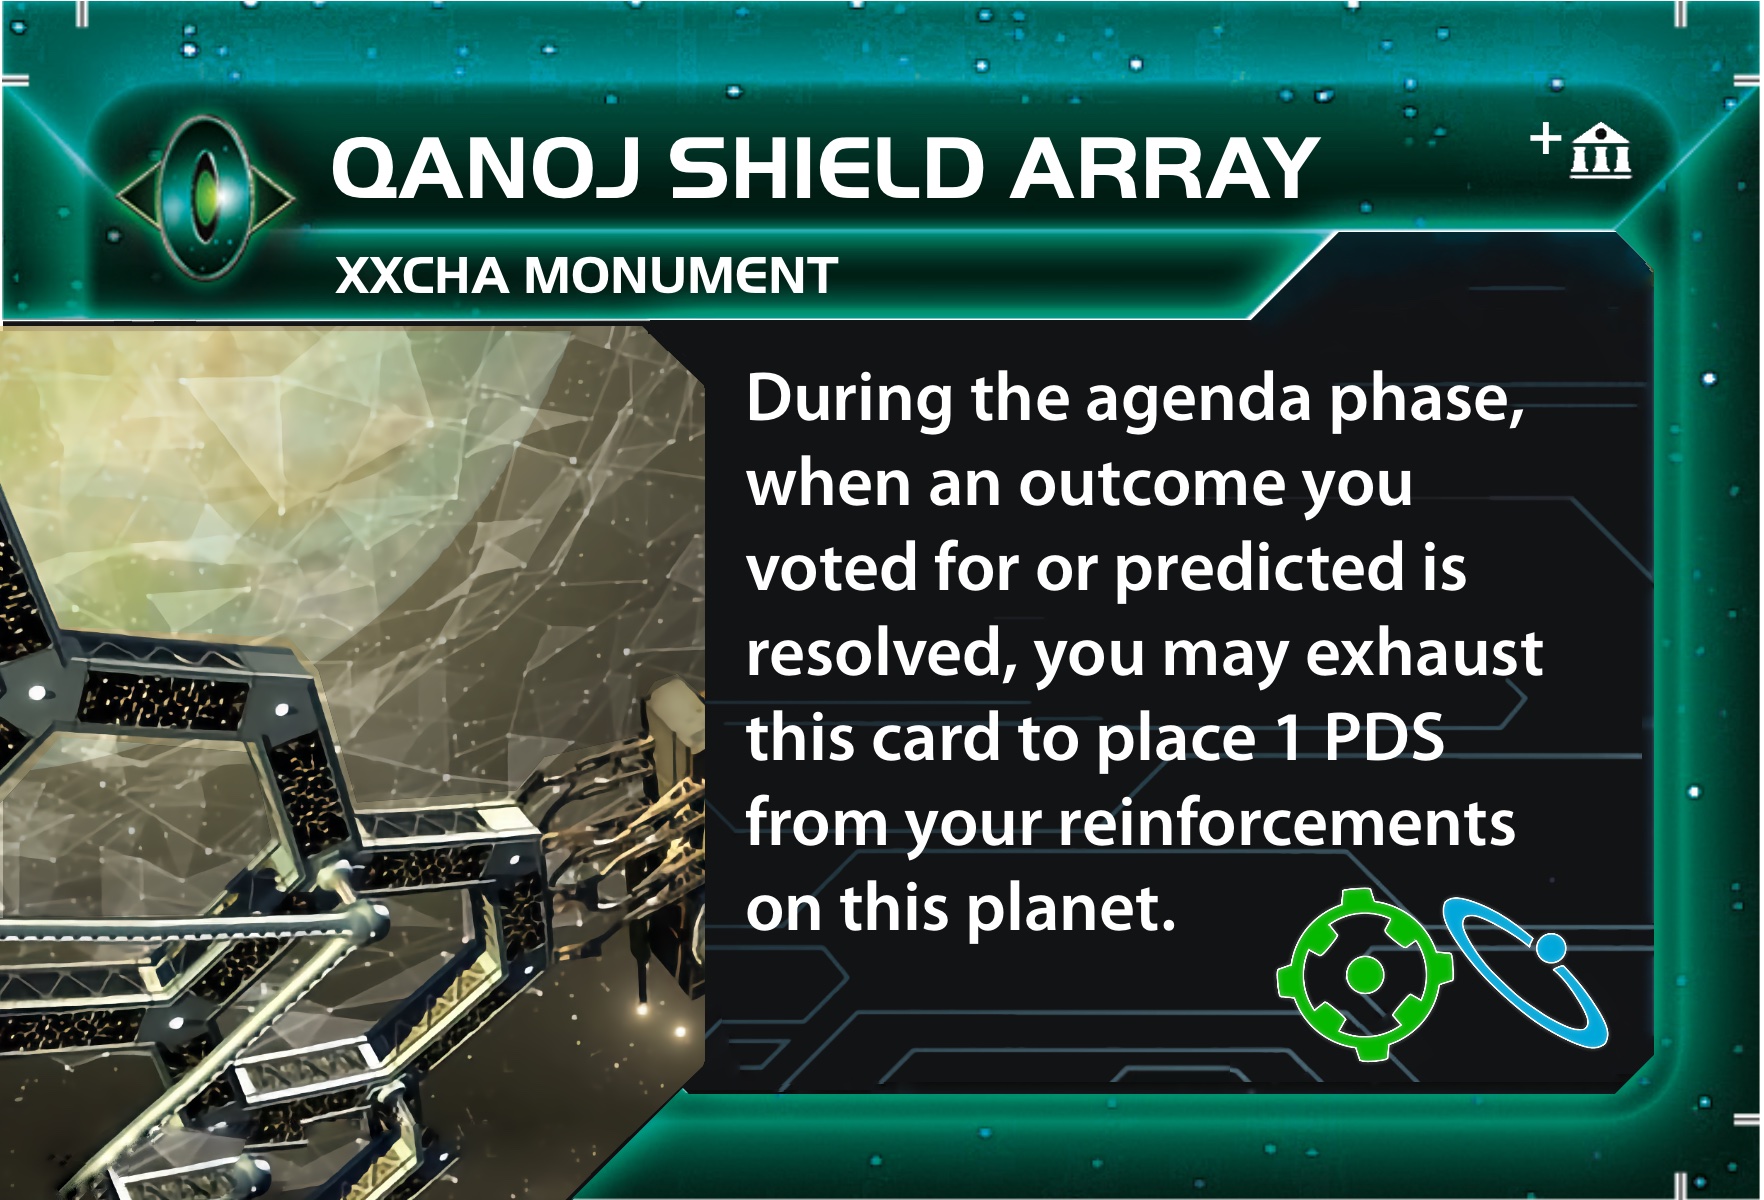 QANOJ SHIELD ARRAY
+
XXCHA MONUMENT
During the agenda phase,
when an outcome you
voted for or predicted is
resolved, you may exhaust
this card to place 1 PDS
from your reinforcements
on this planet.